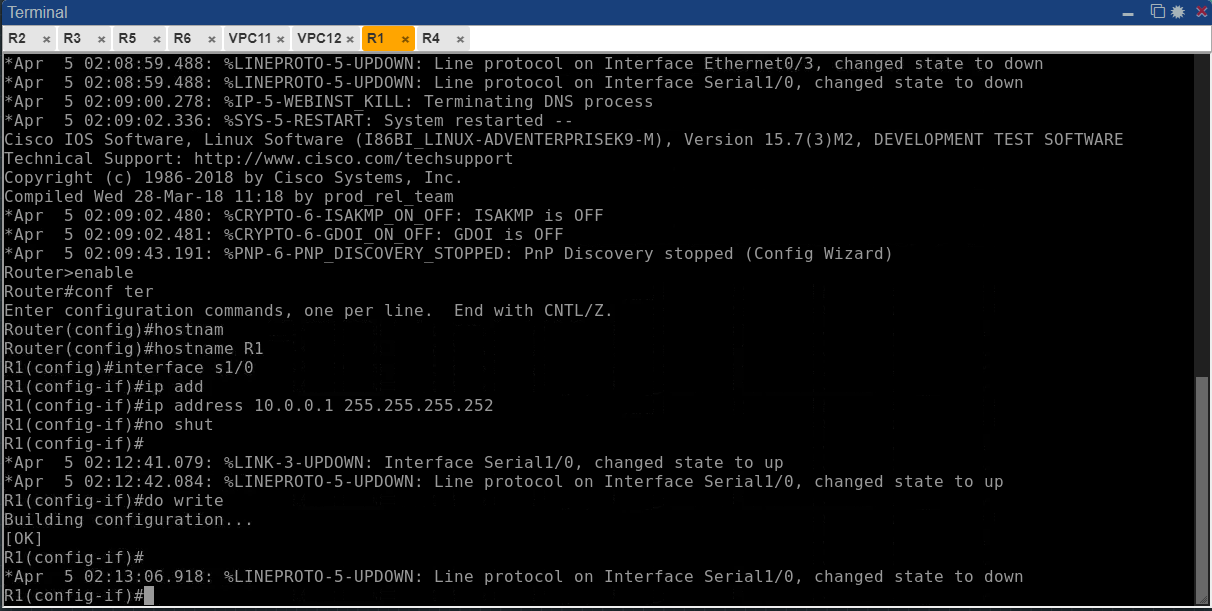 Terminal
R2 × R3 × R5 × R6 × VPC11 × VPC12 × R1 × R4 ×
*Apr  5 02:08:59.488: %LINEPROTO-5-UPDOWN: Line protocol on Interface Ethernet0/3, changed state to down
*Apr  5 02:08:59.488: %LINEPROTO-5-UPDOWN: Line protocol on Interface Serial1/0, changed state to down
*Apr  5 02:09:00.278: %IP-5-WEBINST_KILL: Terminating DNS process
*Apr  5 02:09:02.336: %SYS-5-RESTART: System restarted --
Cisco IOS Software, Linux Software (I86BI_LINUX-ADVENTERPRISEK9-M), Version 15.7(3)M2, DEVELOPMENT TEST SOFTWARE
Technical Support: http://www.cisco.com/techsupport
Copyright (c) 1986-2018 by Cisco Systems, Inc.
Compiled Wed 28-Mar-18 11:18 by prod_rel_team
*Apr  5 02:09:02.480: %CRYPTO-6-ISAKMP_ON_OFF: ISAKMP is OFF
*Apr  5 02:09:02.481: %CRYPTO-6-GDOI_ON_OFF: GDOI is OFF
*Apr  5 02:09:43.191: %PNP-6-PNP_DISCOVERY_STOPPED: PnP Discovery stopped (Config Wizard)
Router>enable
Router#conf ter
Enter configuration commands, one per line.  End with CNTL/Z.
Router(config)#hostnam
Router(config)#hostname R1
R1(config)#interface s1/0
R1(config-if)#ip add
R1(config-if)#ip address 10.0.0.1 255.255.255.252
R1(config-if)#no shut
R1(config-if)#
*Apr  5 02:12:41.079: %LINK-3-UPDOWN: Interface Serial1/0, changed state to up
*Apr  5 02:12:42.084: %LINEPROTO-5-UPDOWN: Line protocol on Interface Serial1/0, changed state to up
R1(config-if)#do write
Building configuration...
[OK]
R1(config-if)#
*Apr  5 02:13:06.918: %LINEPROTO-5-UPDOWN: Line protocol on Interface Serial1/0, changed state to down
R1(config-if)#